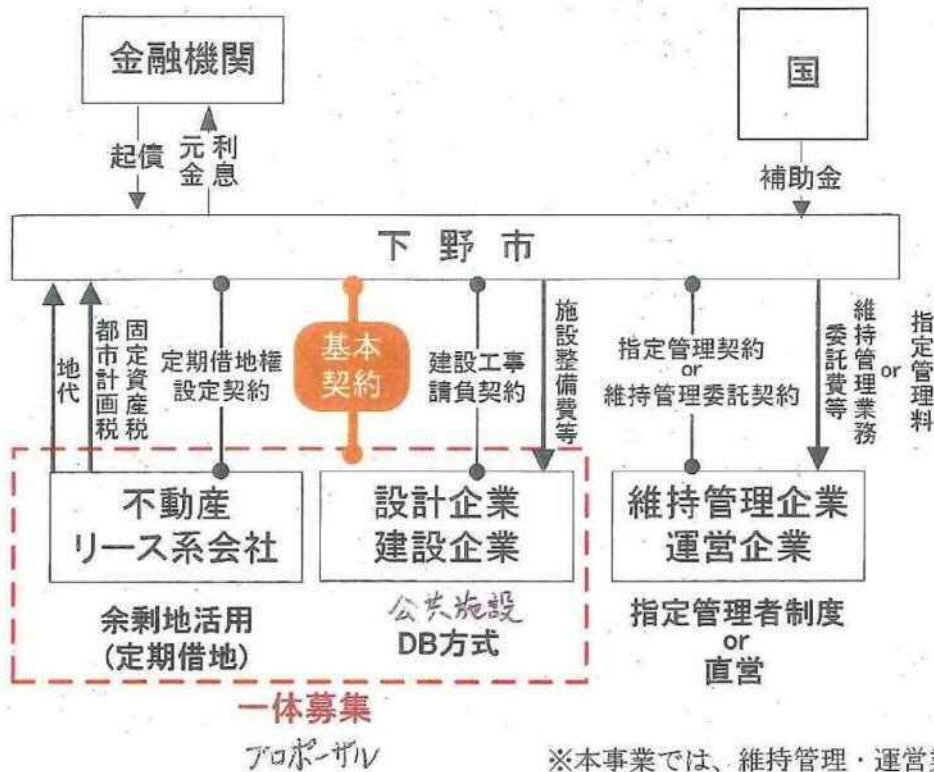 金融機関
国
起債
元金
利息
補助金
下野市
地代
固定資産税
都市計画税
定期借地権
設定契約
基本
契約
建設工事
請負契約
施設整備費等
指定管理契約
or
維持管理委託契約
維持管理業務
委託費等
or
指定管理料
不動産
リース系会社
設計企業
建設企業
維持管理企業
運営企業
余剰地活用
(定期借地)
公共施設
DB方式
指定管理者制度
or
直営
一体募集
プロポーザル
※本事業では、維持管理・運営業